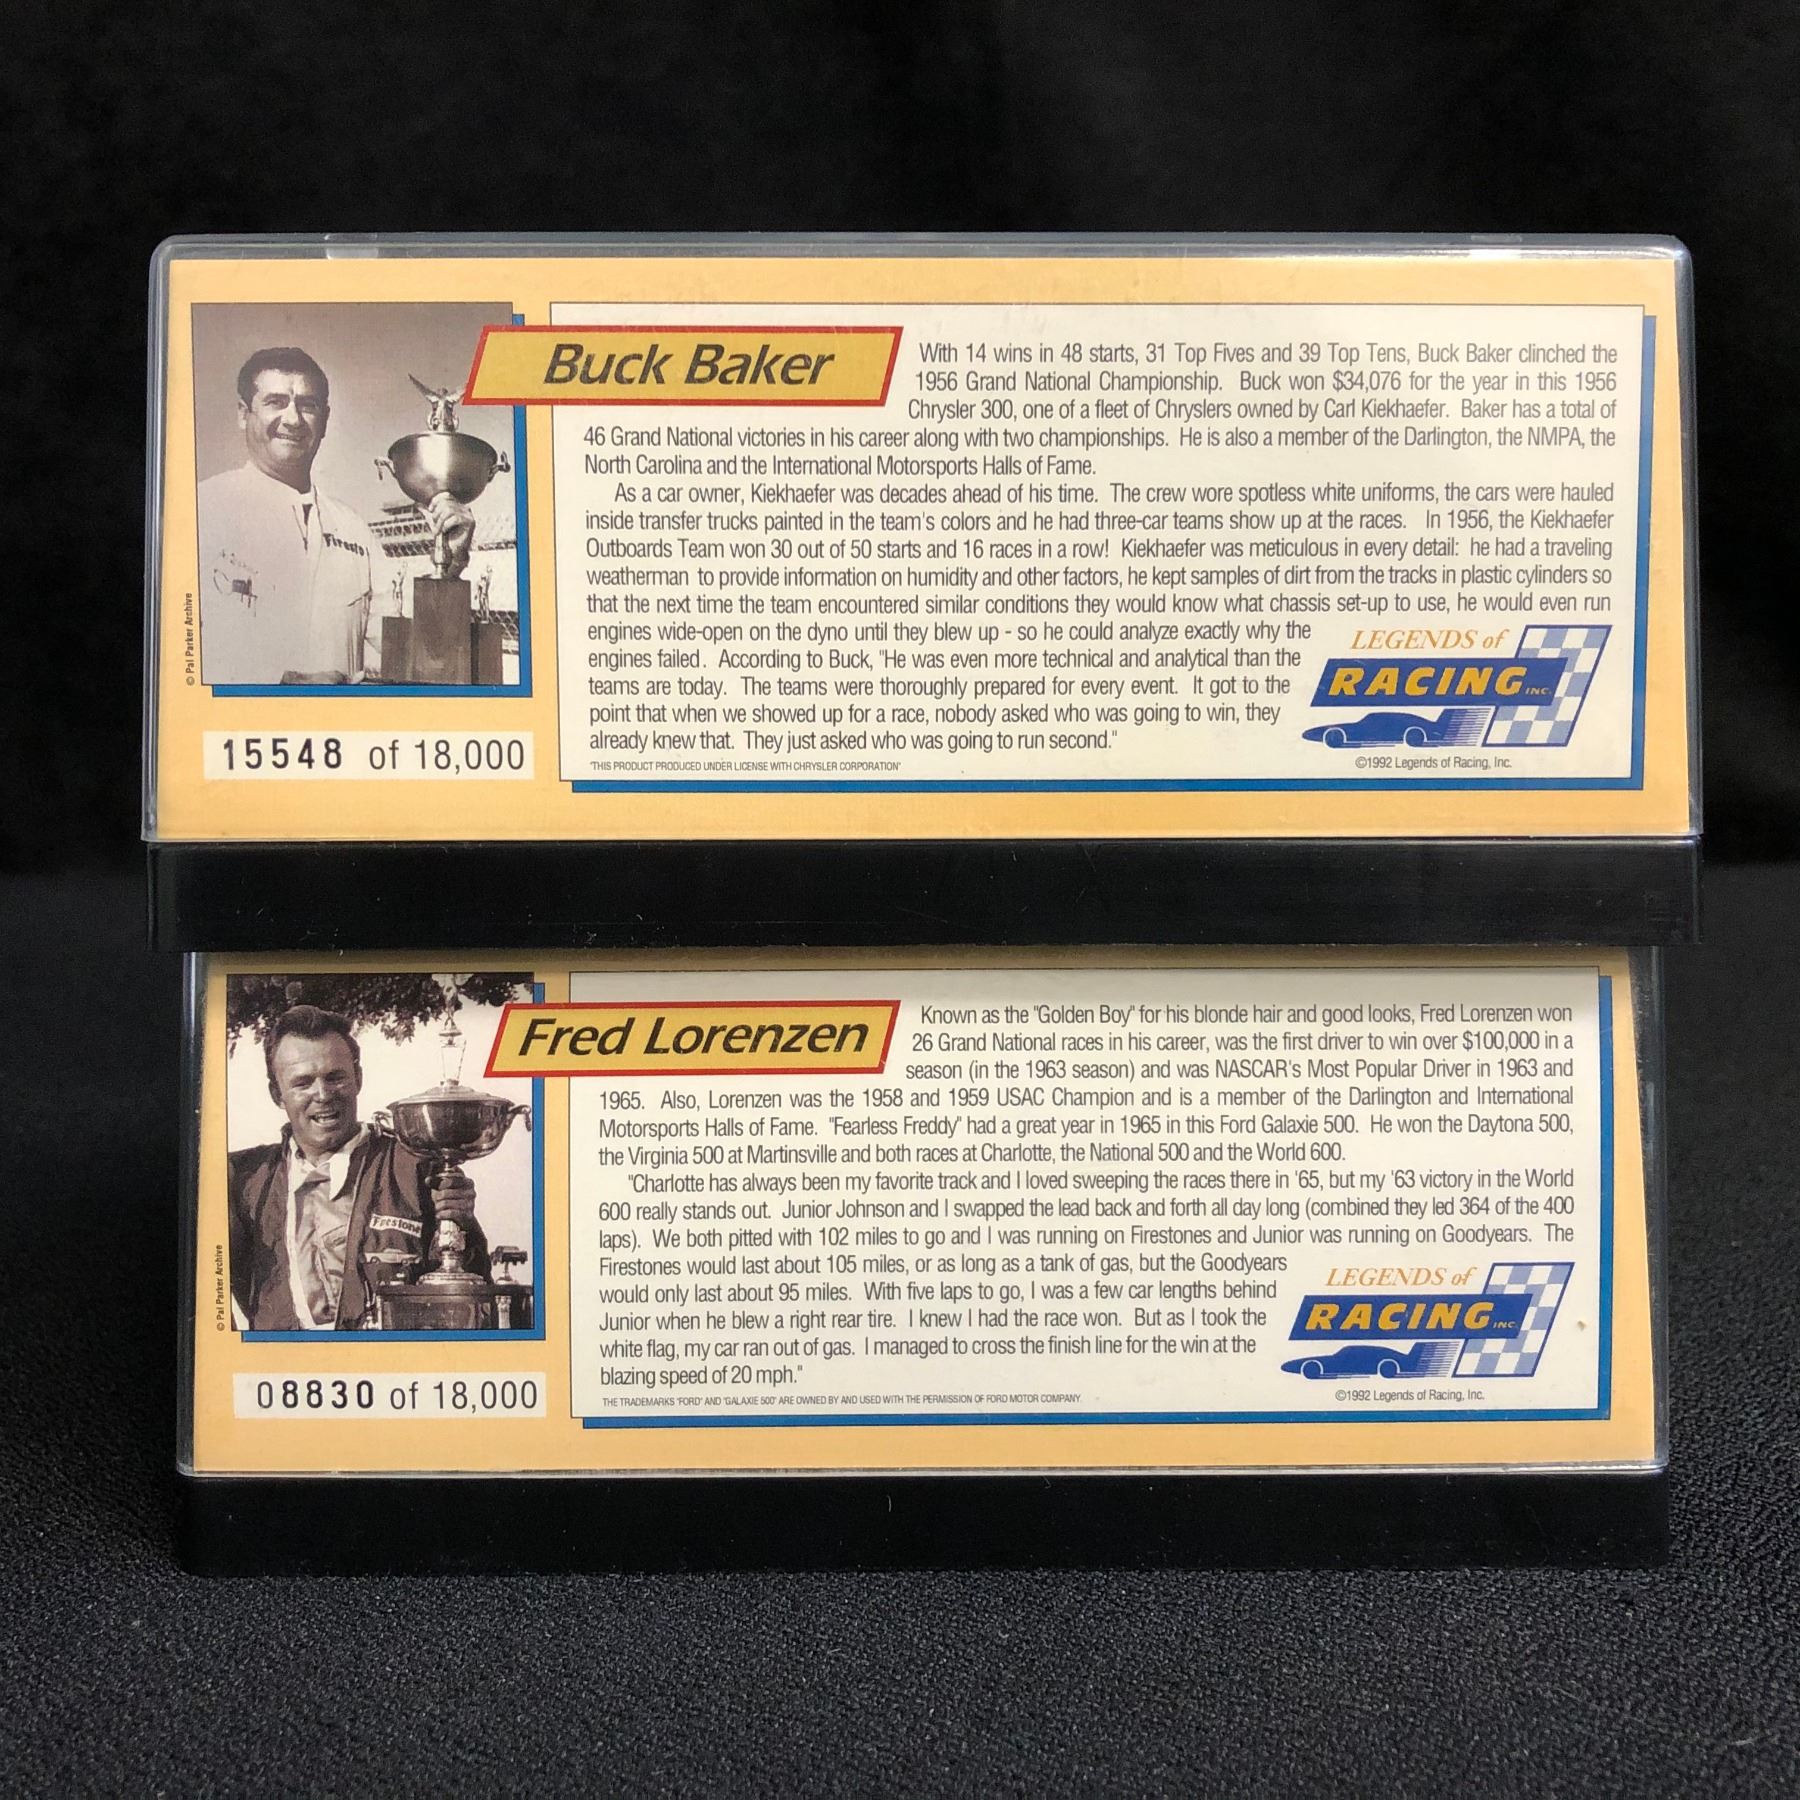 Buck Baker
With 14 wins in 48 starts, 31 Top Fives and 39 Top Tens, Buck Baker clinched the
1956 Grand National Championship. Buck won $34,076 for the year in this 1956
Chrysler 300, one of a fleet of Chryslers owned by Carl Kiekhaefer. Baker has a total of
46 Grand National victories in his career along with two championships. He is also a member of the Darlington, the NMPA, the
North Carolina and the International Motorsports Halls of Fame.
As a car owner, Kiekhaefer was decades ahead of his time. The crew wore spotless white uniforms, the cars were hauled
inside transfer trucks painted in the team's colors and he had three-car teams show up at the races. In 1956, the Kiekhaefer
Outboards Team won 30 out of 50 starts and 16 races in a row! Kiekhaefer was meticulous in every detail: he had a traveling
weatherman to provide information on humidity and other factors, he kept samples of dirt from the tracks in plastic cylinders so
that the next time the team encountered similar conditions they would know what chassis set-up to use, he would even run
engines wide-open on the dyno until they blew up - so he could analyze exactly why the
engines failed. According to Buck, "He was even more technical and analytical than the
teams are today. The teams were thoroughly prepared for every event. It got to the
point that when we showed up for a race, nobody asked who was going to win, they
already knew that. They just asked who was going to run second."
"THIS PRODUCT PRODUCED UNDER LICENSE WITH CHRYSLER CORPORATION"
LEGENDS of
RACING INC.
©1992 Legends of Racing, Inc.
Firesto
© Pal Parker Archive
15548 of 18,000
Fred Lorenzen
Known as the "Golden Boy" for his blonde hair and good looks, Fred Lorenzen won
26 Grand National races in his career, was the first driver to win over $100,000 in a
season (in the 1963 season) and was NASCAR's Most Popular Driver in 1963 and
1965. Also, Lorenzen was the 1958 and 1959 USAC Champion and is a member of the Darlington and International
Motorsports Halls of Fame. "Fearless Freddy" had a great year in 1965 in this Ford Galaxie 500. He won the Daytona 500,
the Virginia 500 at Martinsville and both races at Charlotte, the National 500 and the World 600.
"Charlotte has always been my favorite track and I loved sweeping the races there in '65, but my '63 victory in the World
600 really stands out. Junior Johnson and I swapped the lead back and forth all day long (combined they led 364 of the 400
laps). We both pitted with 102 miles to go and I was running on Firestones and Junior was running on Goodyears. The
Firestones would last about 105 miles, or as long as a tank of gas, but the Goodyears
would only last about 95 miles. With five laps to go, I was a few car lengths behind
Junior when he blew a right rear tire. I knew I had the race won. But as I took the
white flag, my car ran out of gas. I managed to cross the finish line for the win at the
blazing speed of 20 mph."
THE TRADEMARKS "FORD" AND "GALAXIE 500" ARE OWNED BY AND USED WITH THE PERMISSION OF FORD MOTOR COMPANY.
LEGENDS of
RACING INC.
©1992 Legends of Racing, Inc.
Firestone
© Pal Parker Archive
08830 of 18,000